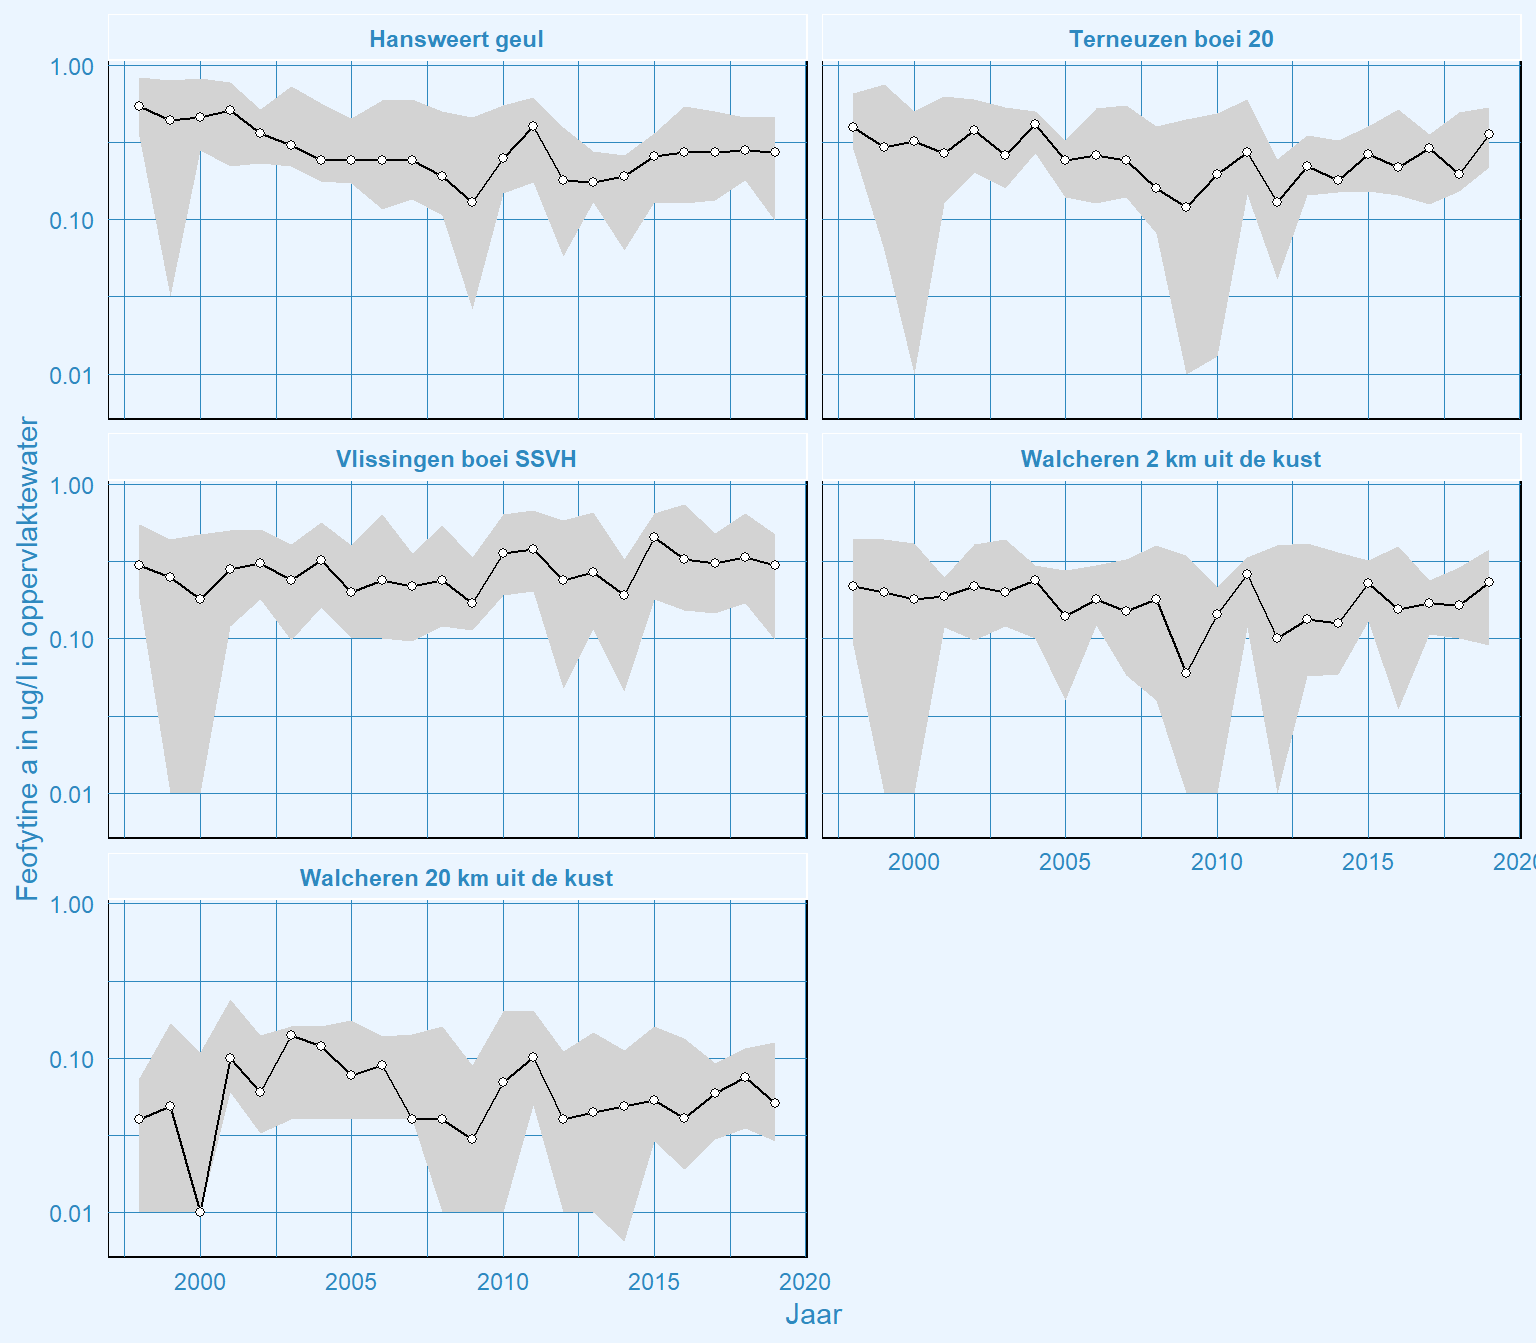 Hansweert geul
Terneuzen boei 20
1.00
0.10
0.01
Vlissingen boei SSVH
Walcheren 2 km uit de kust
1.00
0.10
0.01
2000 2005 2010 2015 2020
Walcheren 20 km uit de kust
1.00
0.10
0.01
2000 2005 2010 2015 2020
Jaar
Feofytine a in ug/l in oppervlaktewater